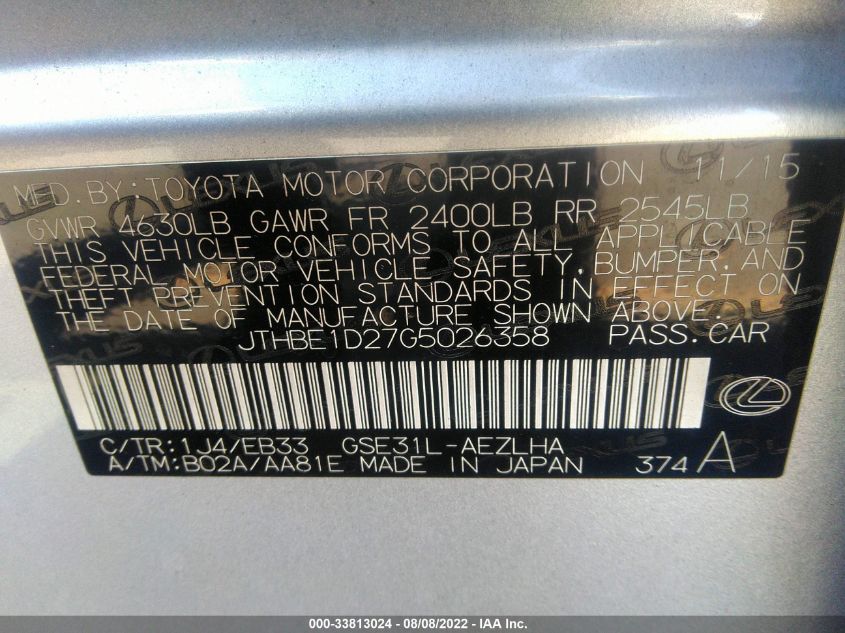 MFD.BY:TOYOTA MOTOR CORPORATION 11/15
GVWR 4630LB GAWR FR 2400LB RR 2545LB
THIS VEHICLE CONFORMS TO ALL APPLICABLE
FEDERAL MOTOR VEHICLE SAFETY,BUMPER,AND
THEFT PREVENTION STANDARDS IN EFFECT ON
THE DATE OF MANUFACTURE SHOWN ABOVE.
JTHBE1D27G5026358 PASS.CAR
C/TR:1J4/EB33 GSE31L-AEZLHA
A/TM:B02A/AA81E MADE IN JAPAN 374A
000-33813024 - 08/08/2022 - IAA Inc.